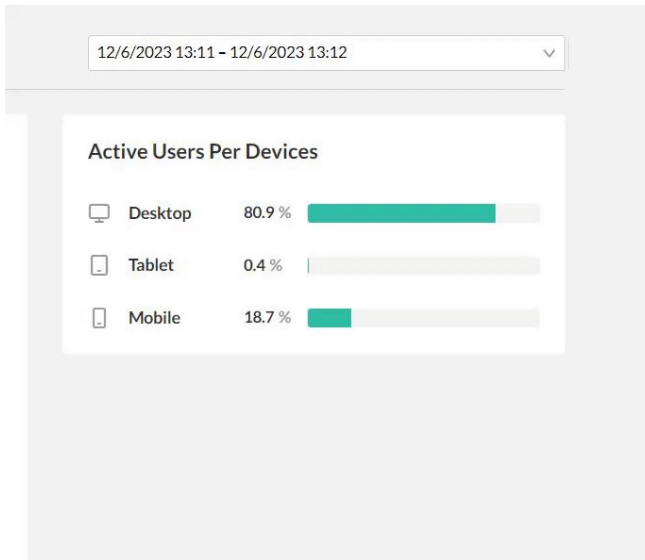 12/6/2023 13:11 – 12/6/2023 13:12
Active Users Per Devices
Desktop 80.9 %
Tablet 0.4 %
Mobile 18.7 %